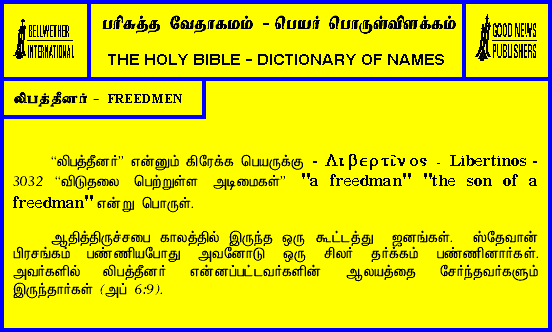 BELLWETHER
INTERNATIONAL
பரிசுத்த வேதாகமம் - பெயர் பொருள்விளக்கம்
THE HOLY BIBLE - DICTIONARY OF NAMES
GOOD NEWS
PUBLISHERS
லிபத்தீனர் - FREEDMEN
“லிபத்தீனர்” என்னும் கிரேக்க பெயருக்கு - Λιβερτῖνος - Libertinos -
3032 “விடுதலை பெற்றுள்ள அடிமைகள்” "a freedman" "the son of a
freedman" என்று பொருள்.
ஆதித்திருச்சபை காலத்தில் இருந்த ஒரு கூட்டத்து ஜனங்கள். ஸ்தேவான்
பிரசங்கம் பண்ணியபோது அவனோடு ஒரு சிலர் தர்க்கம் பண்ணினார்கள்.
அவர்களில் லிபத்தீனர் என்னப்பட்டவர்களின் ஆலயத்தை சேர்ந்தவர்களும்
இருந்தார்கள் (அப் 6:9).